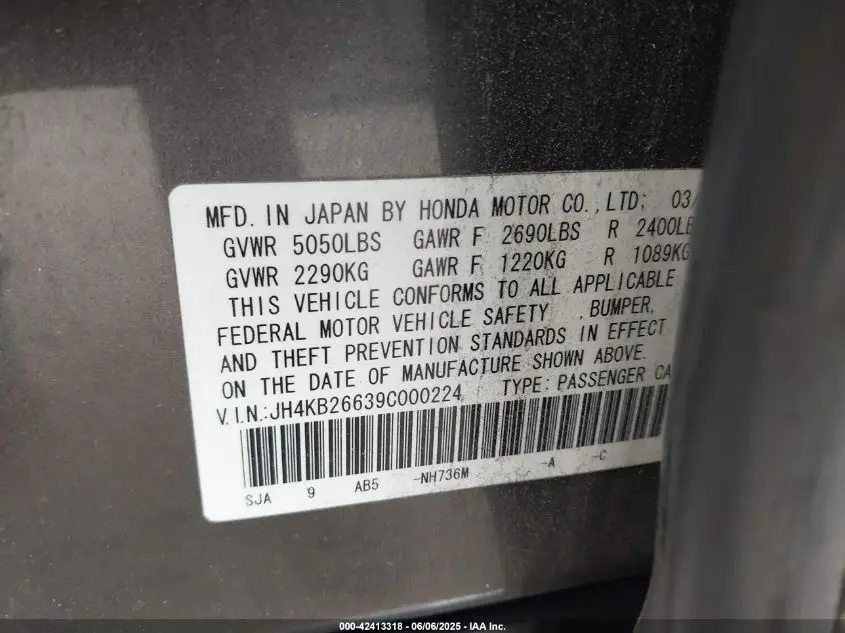 MFD. IN JAPAN BY HONDA MOTOR CO.,LTD; 03/
GVWR 5050LBS GAWR F 2690LBS R 2400LB
GVWR 2290KG GAWR F 1220KG R 1089KG
THIS VEHICLE CONFORMS TO ALL APPLICABLE
FEDERAL MOTOR VEHICLE SAFETY ,BUMPER,
AND THEFT PREVENTION STANDARDS IN EFFECT
ON THE DATE OF MANUFACTURE SHOWN ABOVE.
V.I.N.:JH4KB26639C000224 TYPE: PASSENGER CA
SJA 9 AB5 -NH736M -A -C
000-42413318 - 06/06/2025 - IAA Inc.